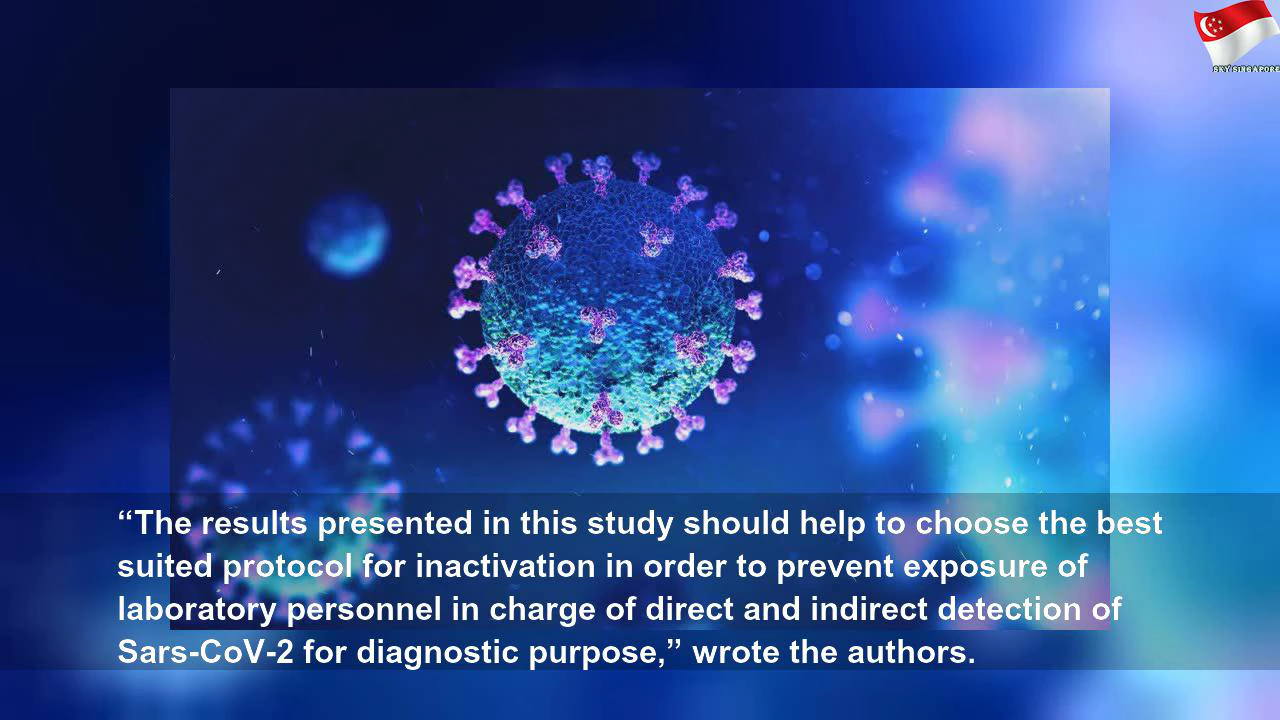 SKY SINGAPORE
“The results presented in this study should help to choose the best
suited protocol for inactivation in order to prevent exposure of
laboratory personnel in charge of direct and indirect detection of
Sars-CoV-2 for diagnostic purpose,” wrote the authors.